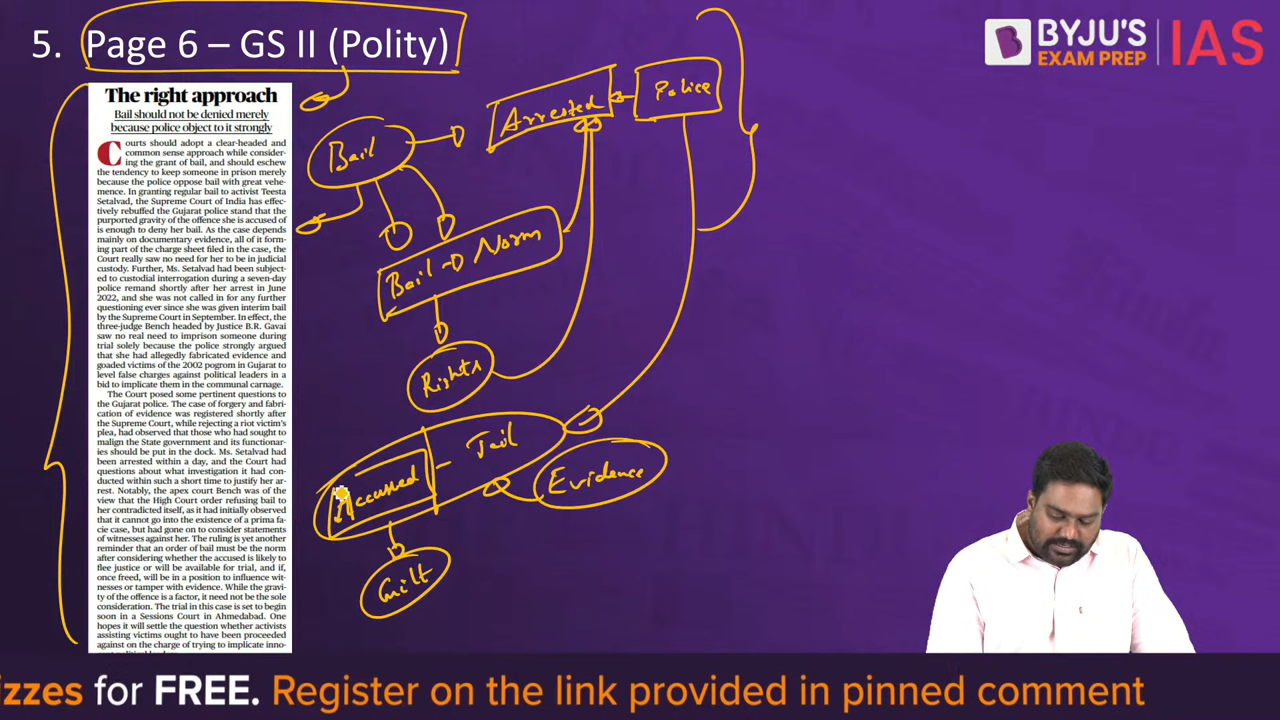 5. Page 6 – GS II (Polity)
BYJU'S
EXAM PREP
IAS
The right approach
Bail should not be denied merely
because police object to it strongly
Courts should adopt a clear-headed and
common sense approach while consider-
ing the grant of bail, and should eschew
the tendency to keep someone in prison merely
because the police oppose bail with great vehe-
mence. In granting regular bail to activist Teesta
Setalvad, the Supreme Court of India has effec-
tively rebuffed the Gujarat police stand that the
purported gravity of the offence she is accused of
is enough to deny her bail. As the case depends
mainly on documentary evidence, all of it form-
ing part of the charge sheet filed in the case, the
Court really saw no need for her to be in judicial
custody. Further, Ms. Setalvad had been subject-
ed to custodial interrogation during a seven-day
police remand shortly after her arrest in June
2022, and she was not called in for any further
questioning ever since she was given interim bail
by the Supreme Court in September. In effect, the
three-judge Bench headed by Justice B.R. Gavai
saw no real need to imprison someone during
trial solely because the police strongly argued
that she had allegedly fabricated evidence and
goaded victims of the 2002 pogrom in Gujarat to
level false charges against political leaders in a
bid to implicate them in the communal carnage.
The Court posed some pertinent questions to
the Gujarat police. The case of forgery and fabri-
cation of evidence was registered shortly after
the Supreme Court, while rejecting a riot victim's
plea, had observed that those who had sought to
malign the State government and its functionar-
ies should be put in the dock. Ms. Setalvad had
been arrested within a day, and the Court had
questions about what investigation it had con-
ducted within such a short time to justify her ar-
rest. Notably, the apex court Bench was of the
view that the High Court order refusing bail to
her contradicted itself, as it had initially observed
that it cannot go into the existence of a prima fa-
cie case, but had gone on to consider statements
of witnesses against her. The ruling is yet another
reminder that an order of bail must be the norm
after considering whether the accused is likely to
flee justice or will be available for trial, and if,
once freed, will be in a position to influence wit-
nesses or tamper with evidence. While the gravi-
ty of the offence is a factor, it need not be the sole
consideration. The trial in this case is set to begin
soon in a Sessions Court in Ahmedabad. One
hopes it will settle the question whether activists
assisting victims ought to have been proceeded
against on the charge of trying to implicate inno-
Bail
Arrested
Police
Bail → Norm
Rights
Accused - Jail
Evidence
Guilt
izzes for FREE. Register on the link provided in pinned comment